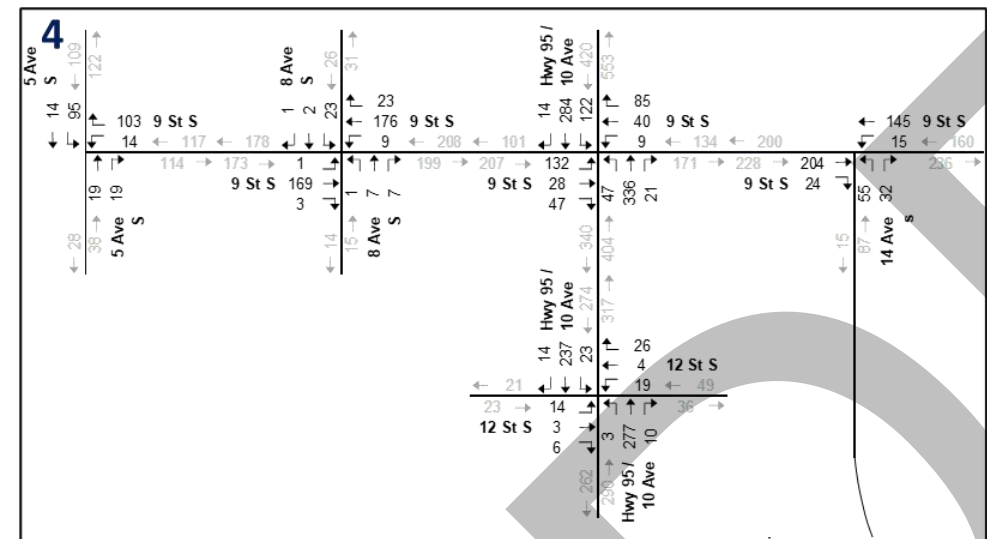 4
5 Ave
S
109
122
14
95
103 9 St S
14 117 178
114 173
19
19
5 Ave
S
28
38
8 Ave
S
26
31
1
2
23
23
176 9 St S
9 208 101
1 199 207
9 St S 169
3
1
7
7
8 Ave
S
14
15
Hwy 95 /
10 Ave
420
553
14
284
122
85
40 9 St S
9 134 200
132 171 228
9 St S 28
47
47
336
21
340
404
145 9 St S
15 160
204 236
9 St S 24
55
32
14 Ave
s
15
87
Hwy 95 /
10 Ave
274
317
14
237
23
26
4 12 St S
21 19 49
23 14 36
12 St S 3
6
3
277
10
262
290
Hwy 95 /
10 Ave